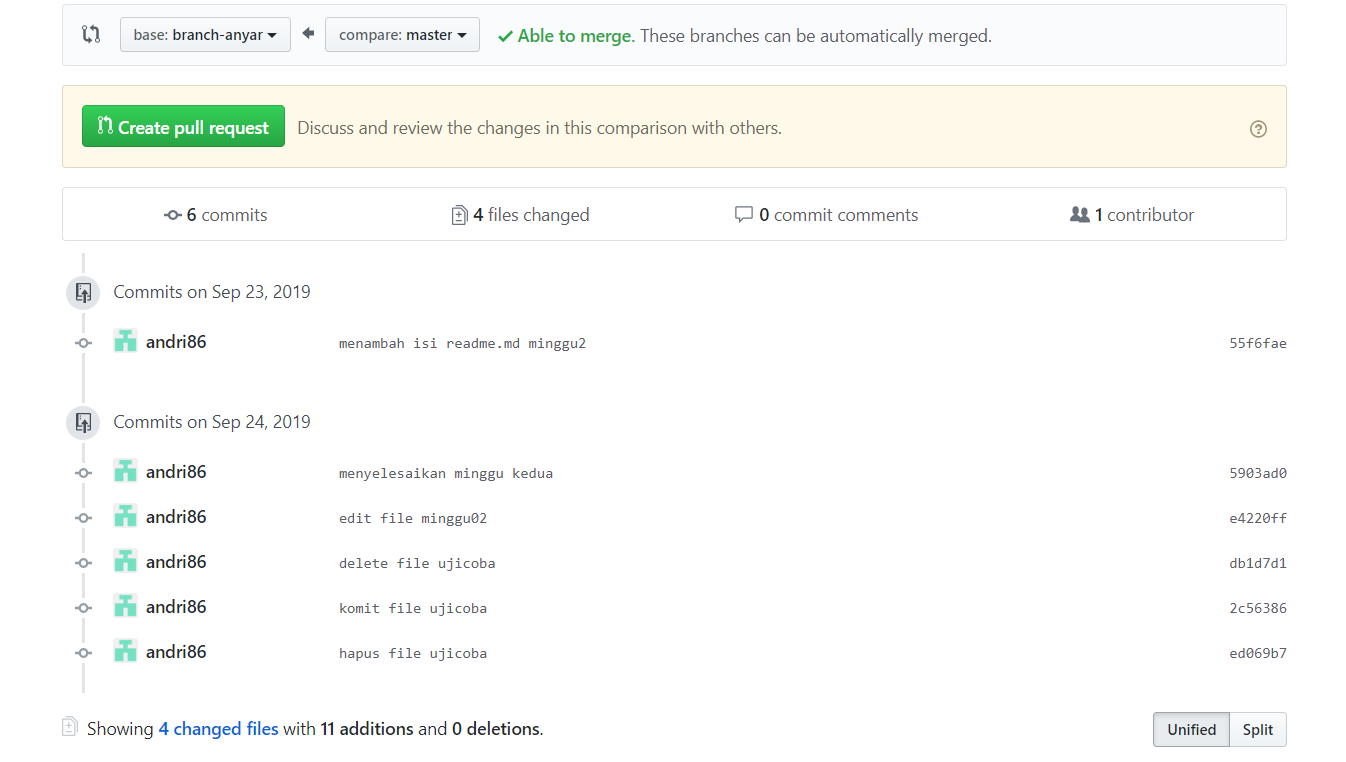 base: branch-anyar compare: master Able to merge. These branches can be automatically merged.
Create pull request Discuss and review the changes in this comparison with others.
6 commits 4 files changed 0 commit comments 1 contributor
Commits on Sep 23, 2019
andri86 menambah isi readme.md minggu2 55f6fae
Commits on Sep 24, 2019
andri86 menyelesaikan minggu kedua 5903ad0
andri86 edit file minggu02 e4220ff
andri86 delete file ujicoba db1d7d1
andri86 komit file ujicoba 2c56386
andri86 hapus file ujicoba ed069b7
Showing 4 changed files with 11 additions and 0 deletions. Unified Split